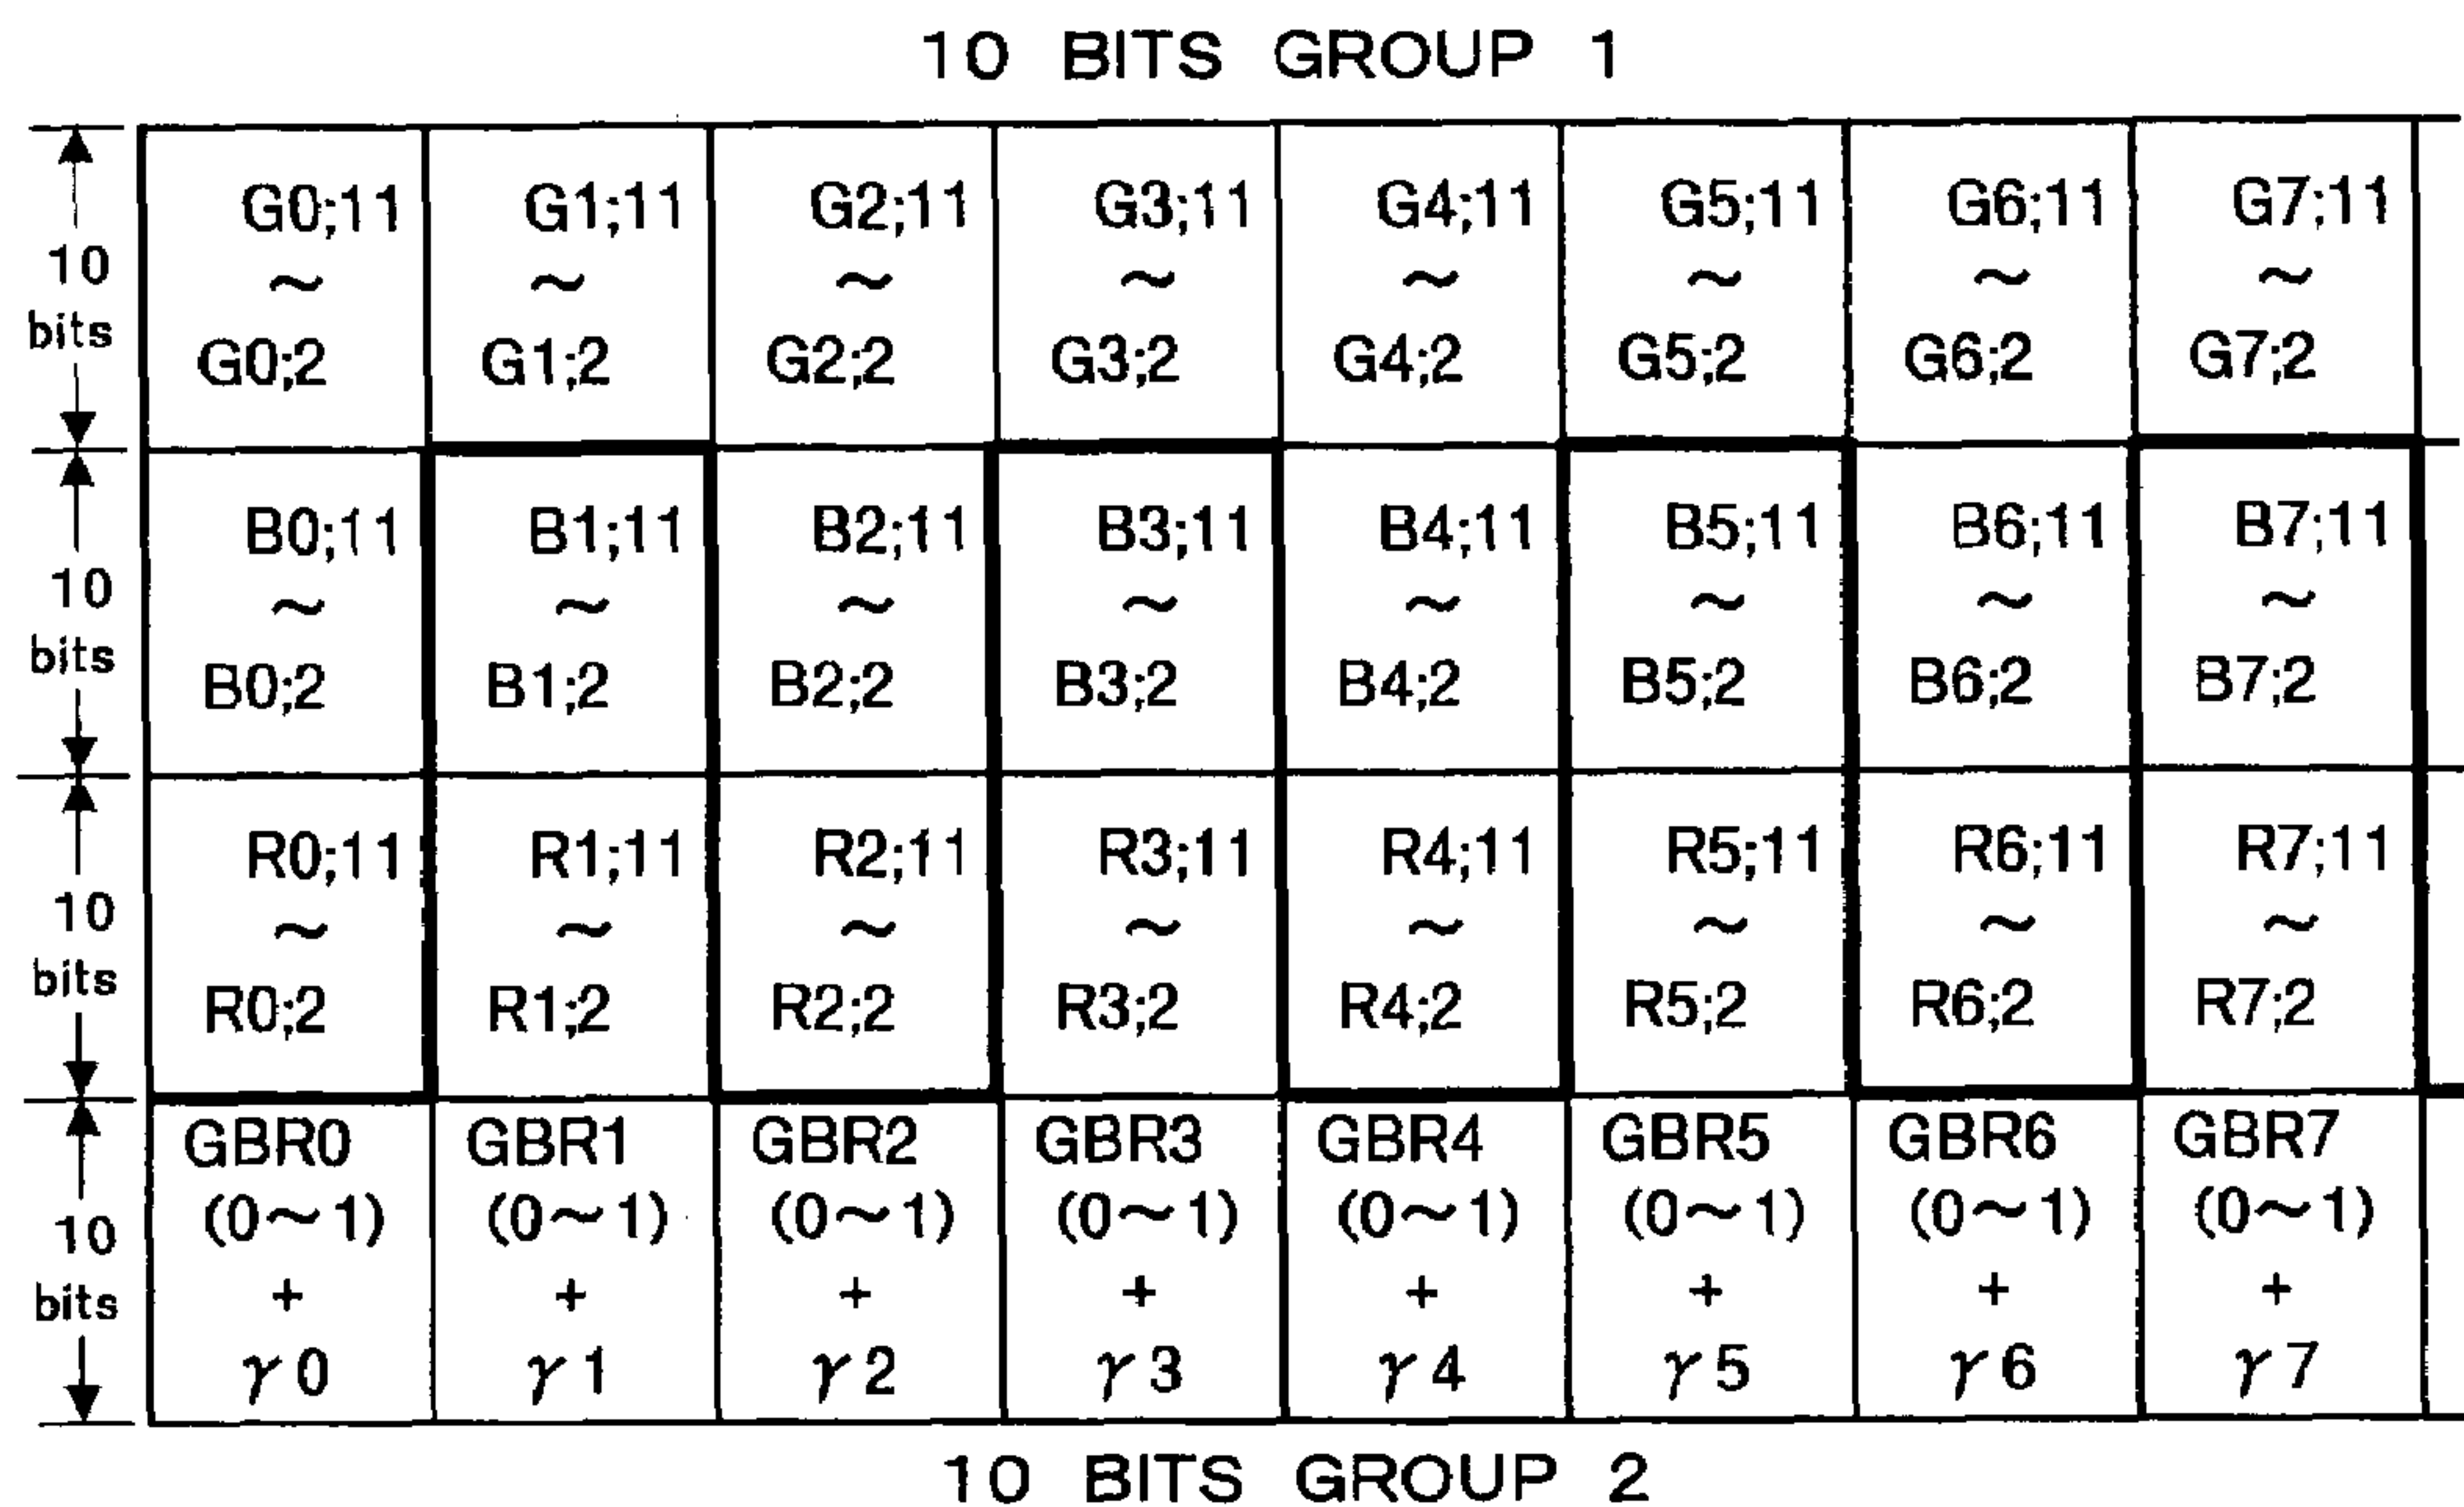 10 BITS GROUP 1
10 bits
G0;11 G1;11 G2;11 G3;11 G4;11 G5;11 G6;11 G7;11
~ ~ ~ ~ ~ ~ ~ ~
G0;2 G1;2 G2;2 G3;2 G4;2 G5;2 G6;2 G7;2
10 bits
B0;11 B1;11 B2;11 B3;11 B4;11 B5;11 B6;11 B7;11
~ ~ ~ ~ ~ ~ ~ ~
B0;2 B1;2 B2;2 B3;2 B4;2 B5;2 B6;2 B7;2
10 bits
R0;11 R1;11 R2;11 R3;11 R4;11 R5;11 R6;11 R7;11
~ ~ ~ ~ ~ ~ ~ ~
R0;2 R1;2 R2;2 R3;2 R4;2 R5;2 R6;2 R7;2
10 bits
GBR0 GBR1 GBR2 GBR3 GBR4 GBR5 GBR6 GBR7
(0~1) (0~1) (0~1) (0~1) (0~1) (0~1) (0~1) (0~1)
+ + + + + + + +
γ0 γ1 γ2 γ3 γ4 γ5 γ6 γ7
10 BITS GROUP 2